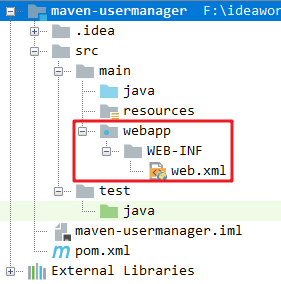 maven-usermanager F:\ideawor
.idea
src
main
java
resources
webapp
WEB-INF
web.xml
test
java
maven-usermanager.iml
pom.xml
External Libraries